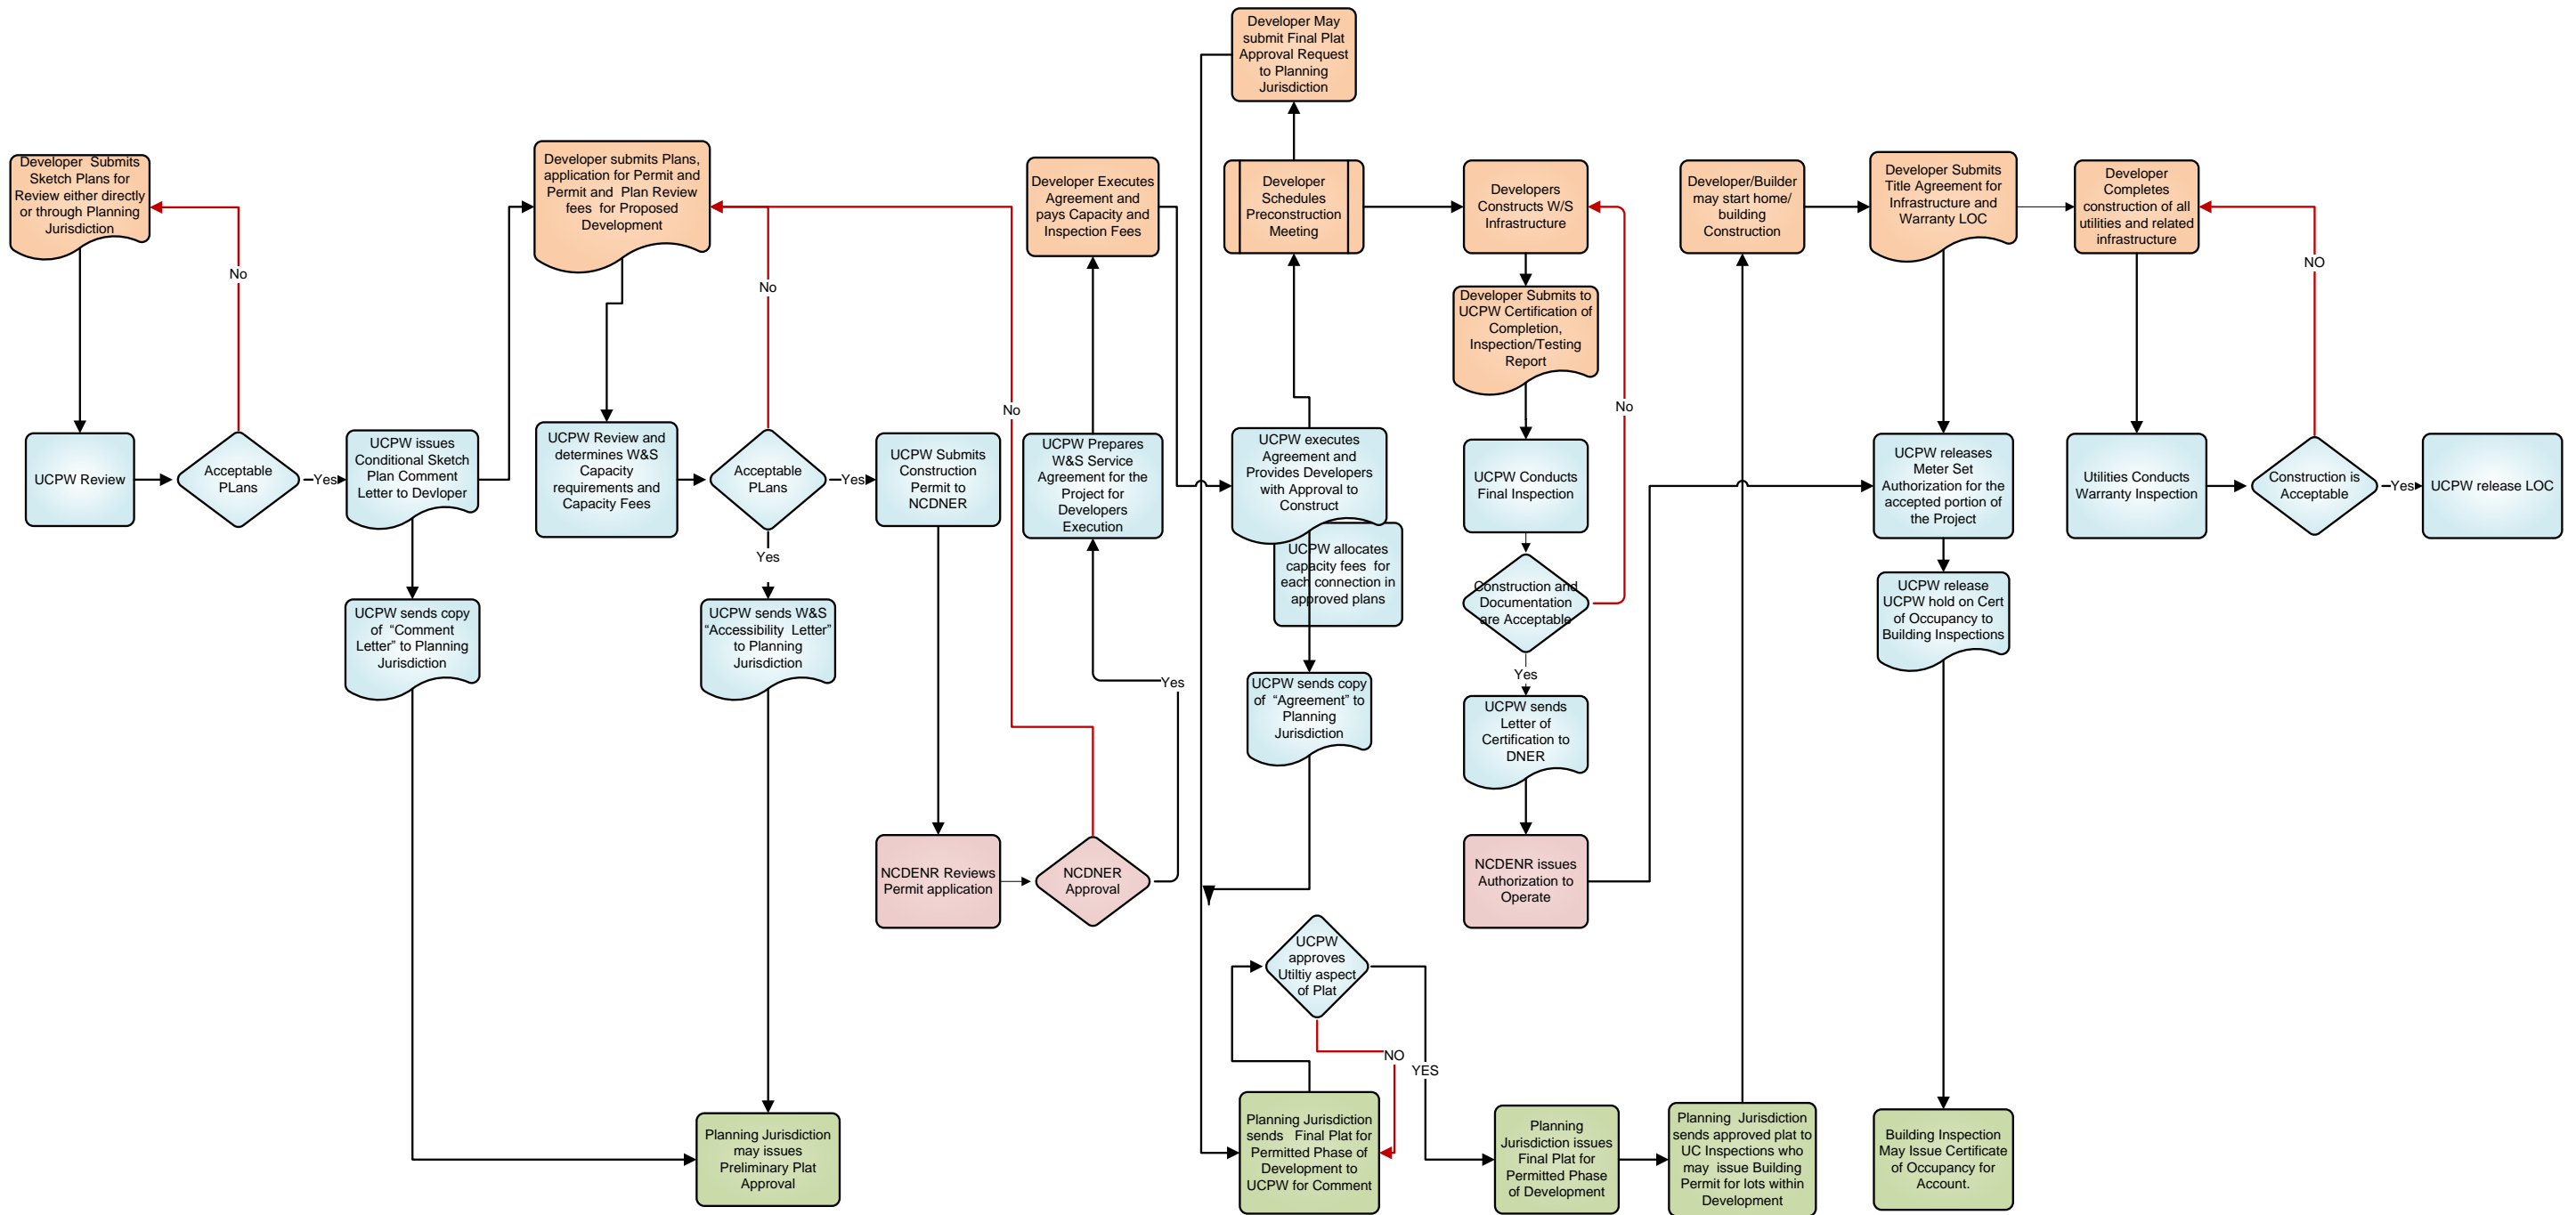 Developer May
submit Final Plat
Approval Request
to Planning
Jurisdiction
Developer Submits
Sketch Plans for
Review either directly
or through Planning
Jurisdiction
Developer submits Plans,
application for Permit and
Permit and Plan Review
fees for Proposed
Development
Developer Executes
Agreement and
pays Capacity and
Inspection Fees
Developer
Schedules
Preconstruction
Meeting
Developers
Constructs W/S
Infrastructure
Developer/Builder
may start home/
building
Construction
Developer Submits
Title Agreement for
Infrastructure and
Warranty LOC
Developer
Completes
construction of all
utilities and related
infrastructure
No
No
No
No
NO
Developer Submits to
UCPW Certification of
Completion,
Inspection/Testing
Report
UCPW Review
Acceptable
PLans
Yes
UCPW issues
Conditional Sketch
Plan Comment
Letter to Devloper
UCPW Review and
determines W&S
Capacity
requirements and
Capacity Fees
Acceptable
PLans
Yes
Yes
UCPW Submits
Construction
Permit to
NCDNER
UCPW Prepares
W&S Service
Agreement for the
Project for
Developers
Execution
UCPW executes
Agreement and
Provides Developers
with Approval to
Construct
UCPW allocates
capacity fees for
each connection in
approved plans
UCPW Conducts
Final Inspection
Construction and
Documentation
are Acceptable
Yes
UCPW releases
Meter Set
Authorization for the
accepted portion of
the Project
Utilities Conducts
Warranty Inspection
Construction is
Acceptable
Yes
UCPW release LOC
UCPW sends copy
of “Comment
Letter” to Planning
Jurisdiction
UCPW sends W&S
“Accessibility Letter”
to Planning
Jurisdiction
Yes
UCPW sends copy
of “Agreement” to
Planning
Jurisdiction
UCPW sends
Letter of
Certification to
DNER
UCPW release
UCPW hold on Cert
of Occupancy to
Building Inspections
NCDENR Reviews
Permit application
NCDNER
Approval
NCDENR issues
Authorization to
Operate
UCPW
approves
Utiltiy aspect
of Plat
NO
YES
Planning Jurisdiction
may issues
Preliminary Plat
Approval
Planning Jurisdiction
sends Final Plat for
Permitted Phase of
Development to
UCPW for Comment
Planning
Jurisdiction issues
Final Plat for
Permitted Phase
of Development
Planning Jurisdiction
sends approved plat to
UC Inspections who
may issue Building
Permit for lots within
Development
Building Inspection
May Issue Certificate
of Occupancy for
Account.